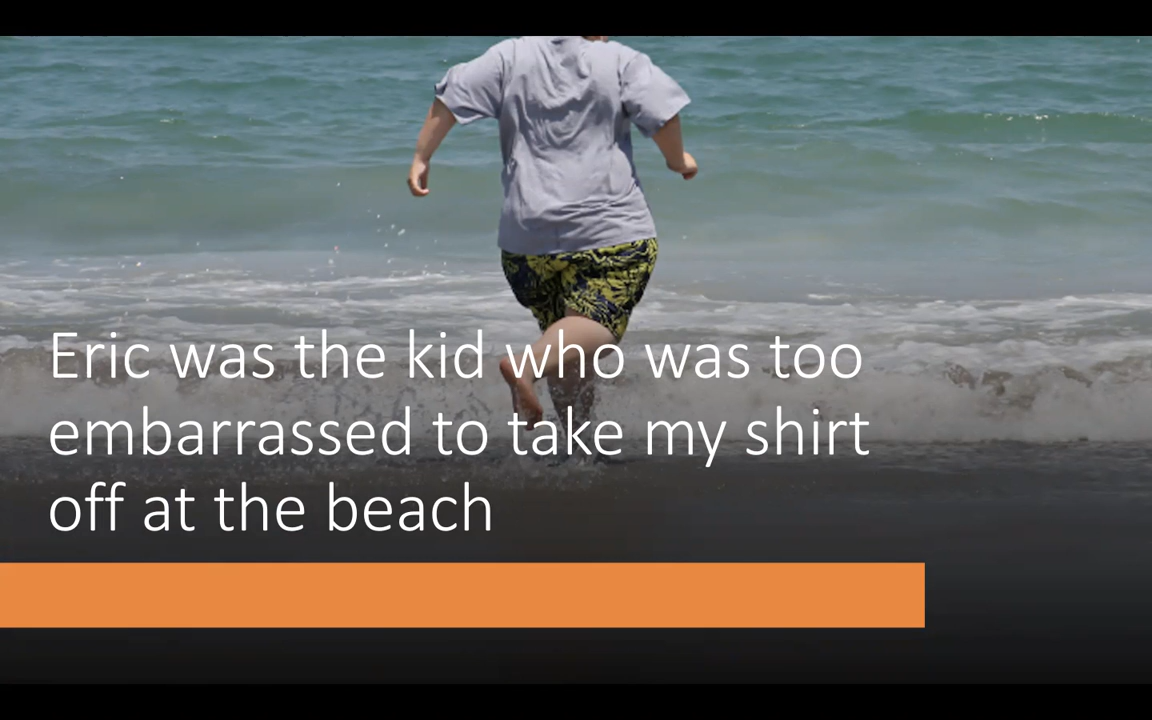 Eric was the kid who was too
embarrassed to take my shirt
off at the beach